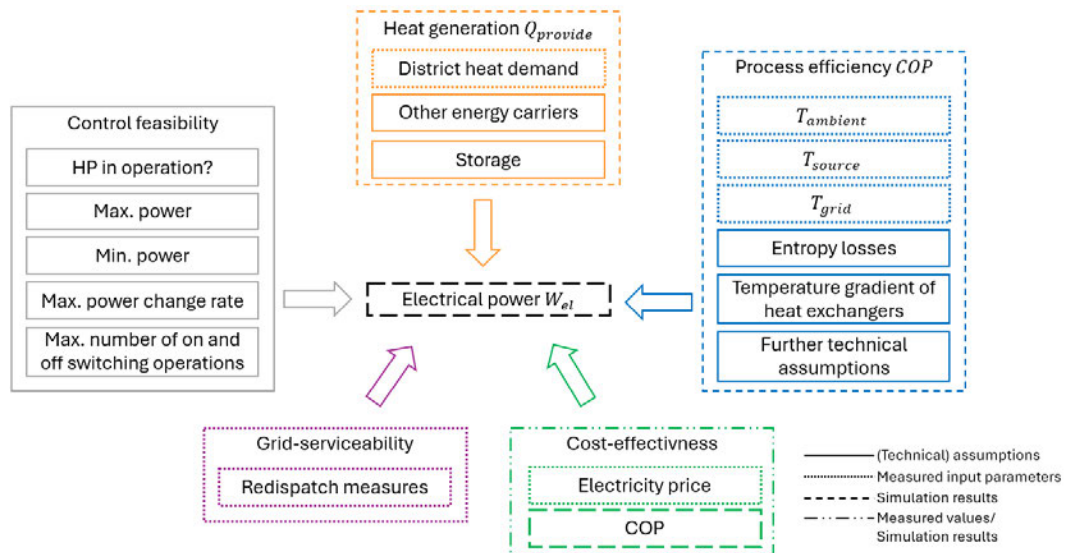 Control feasibility
HP in operation?
Max. power
Min. power
Max. power change rate
Max. number of on and
off switching operations
Heat generation Q_provide
District heat demand
Other energy carriers
Storage
Process efficiency COP
T_ambient
T_source
T_grid
Entropy losses
Temperature gradient of
heat exchangers
Further technical
assumptions
Electrical power W_el
Grid-serviceability
Redispatch measures
Cost-effectivness
Electricity price
COP
(Technical) assumptions
Measured input parameters
Simulation results
Measured values/
Simulation results